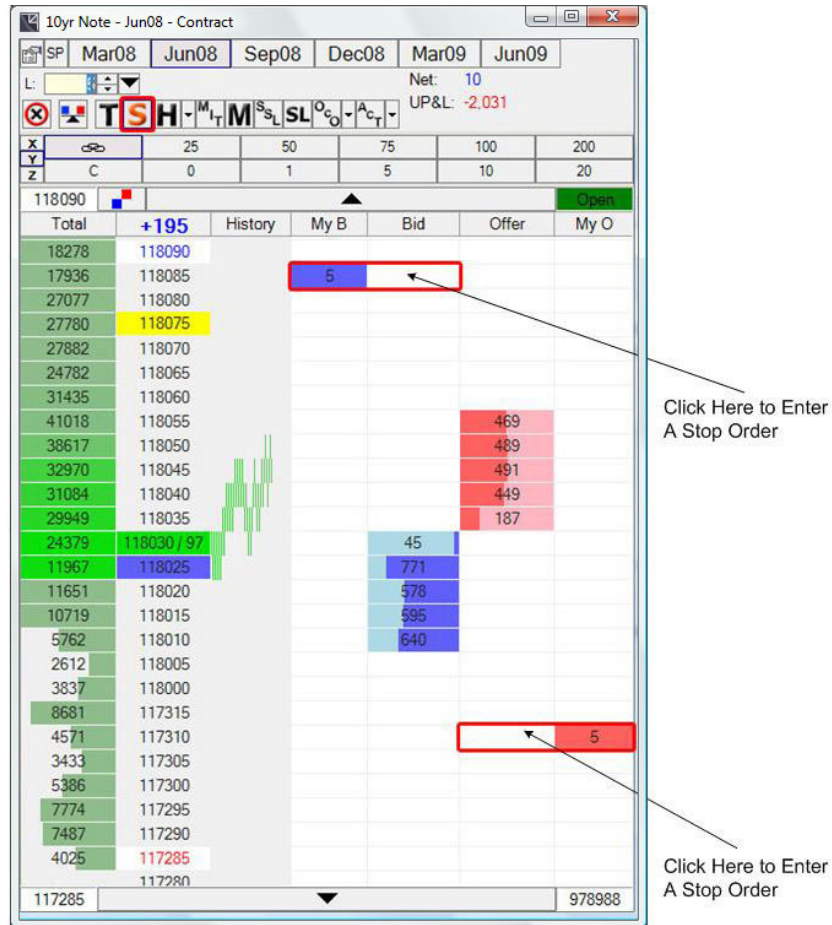 10yr Note - Jun08 - Contract
SP Mar08 Jun08 Sep08 Dec08 Mar09 Jun09
L: Net: 10
UP&L: -2,031
T S H MIT M SSL SL OCO ACT
X 25 50 75 100 200
Y
Z C 0 1 5 10 20
118090 Open
Total +195 History My B Bid Offer My O
18278 118090
17936 118085 5
27077 118080
27780 118075
27882 118070
24782 118065
31435 118060
Click Here to Enter
A Stop Order
41018 118055 469
38617 118050 489
32970 118045 491
31084 118040 449
29949 118035 187
24379 118030 / 97 45
11967 118025 771
11651 118020 578
10719 118015 595
5762 118010 640
2612 118005
3837 118000
8681 117315
4571 117310 5
3433 117305
5386 117300
7774 117295
7487 117290
4025 117285
117280
Click Here to Enter
A Stop Order
117285 978988